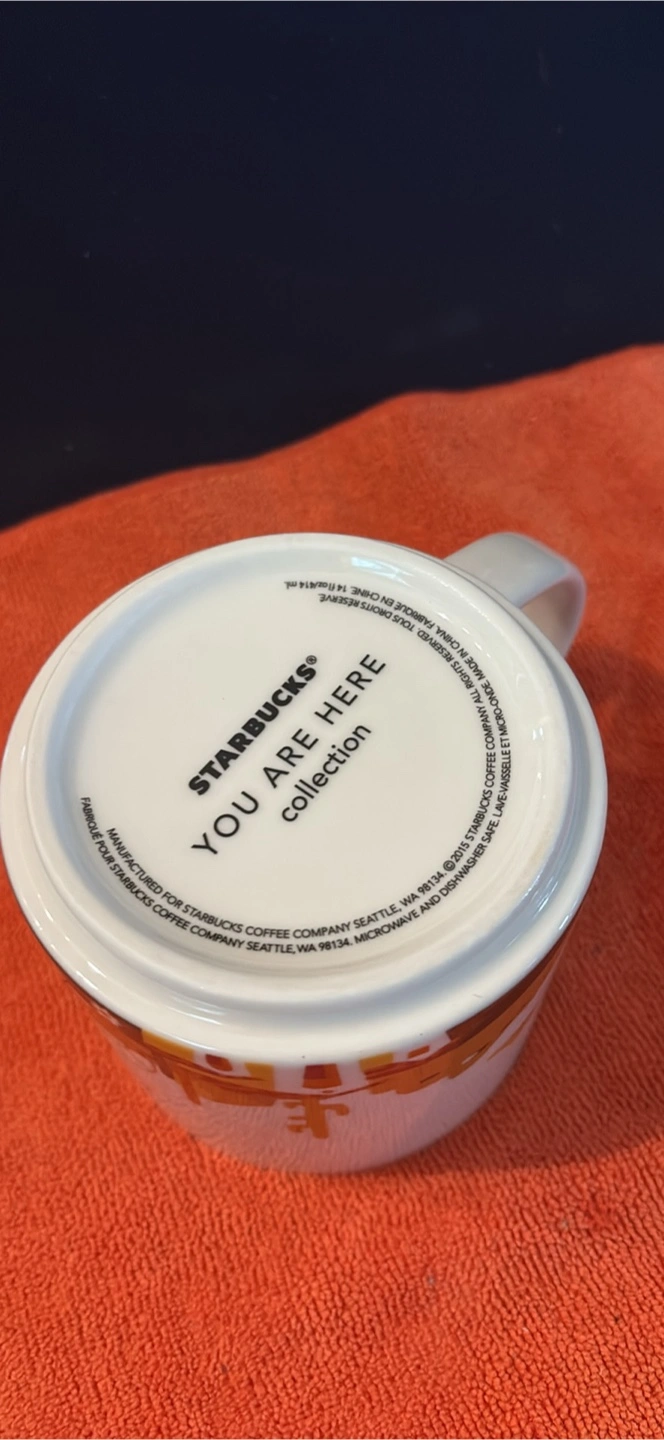 STARBUCKS®
YOU ARE HERE
collection
MANUFACTURED FOR STARBUCKS COFFEE COMPANY SEATTLE, WA 98134. ©2015 STARBUCKS COFFEE COMPANY ALL RIGHTS RESERVED. TOUS DROITS RÉSERVÉ.
FABRIQUÉ POUR STARBUCKS COFFEE COMPANY SEATTLE, WA 98134. MICROWAVE AND DISHWASHER SAFE. LAVE-VAISSELLE ET MICRO-ONDE. MADE IN CHINA. FABRIQUÉ EN CHINE. 14 fl oz/414 mL